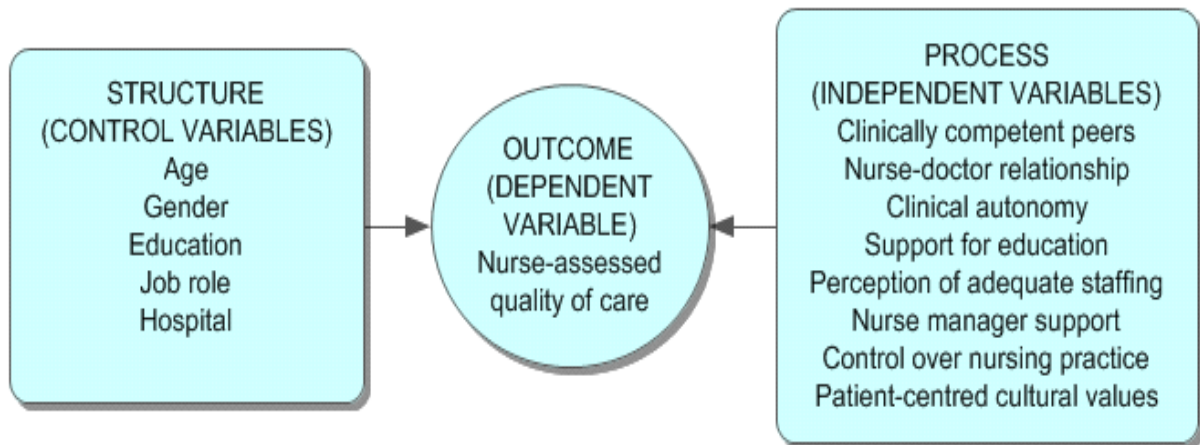 STRUCTURE
(CONTROL VARIABLES)
Age
Gender
Education
Job role
Hospital
OUTCOME
(DEPENDENT
VARIABLE)
Nurse-assessed
quality of care
PROCESS
(INDEPENDENT VARIABLES)
Clinically competent peers
Nurse-doctor relationship
Clinical autonomy
Support for education
Perception of adequate staffing
Nurse manager support
Control over nursing practice
Patient-centred cultural values